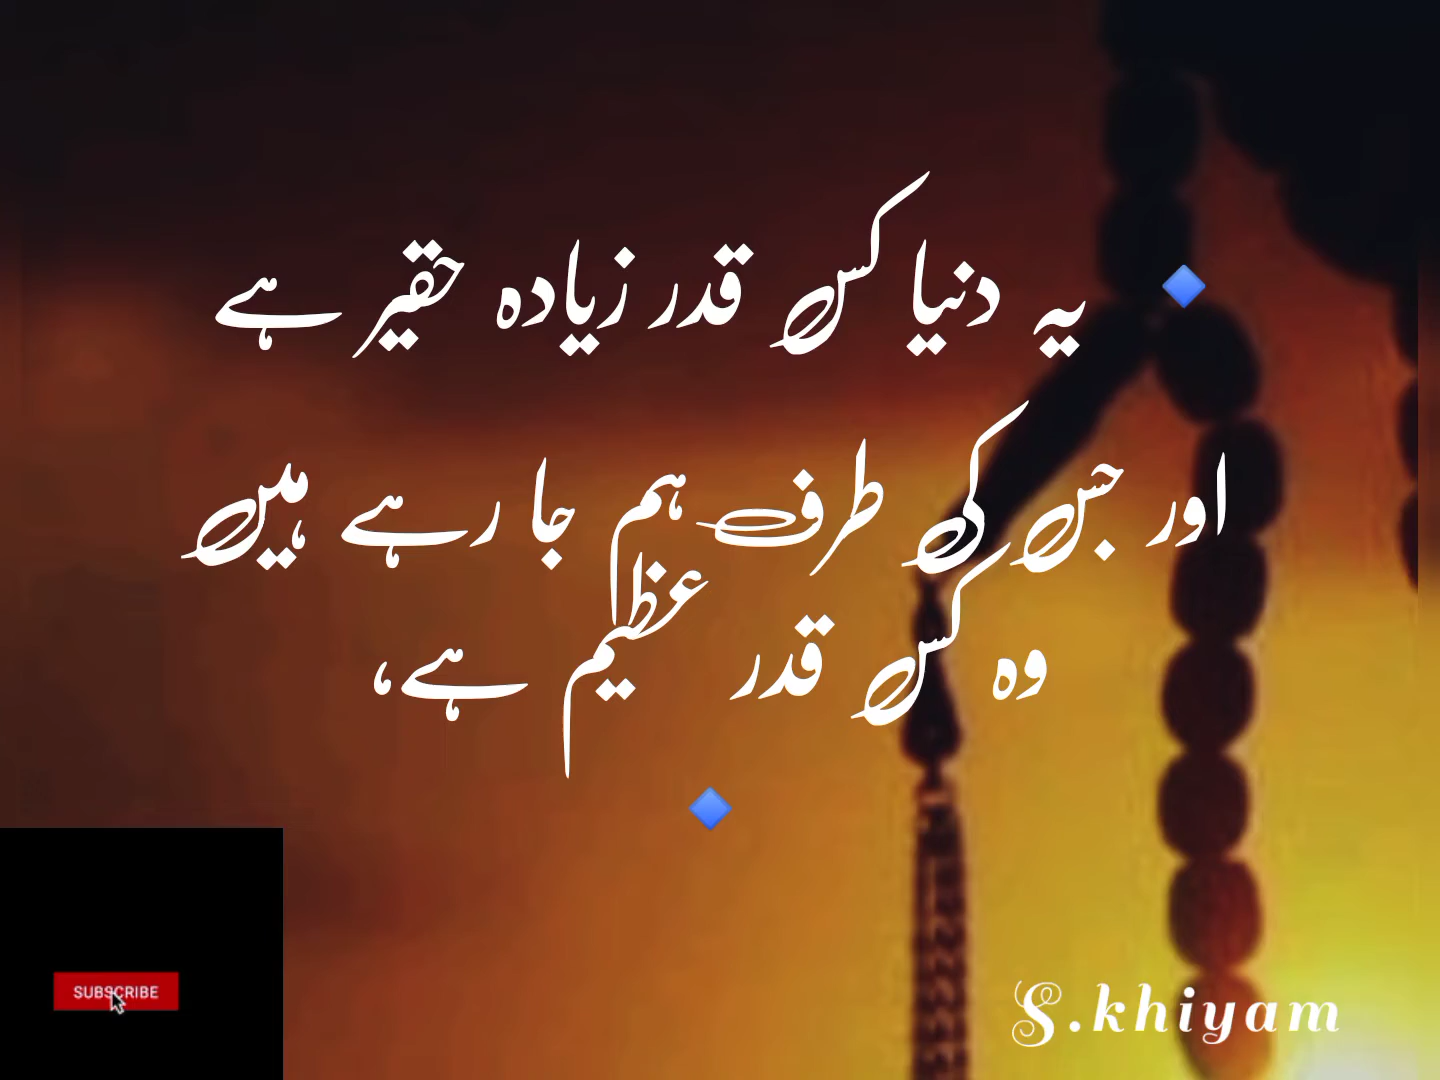 🔹 یہ دنیا کس قدر زیادہ حقیر ہے
اور جس کی طرف ہم جا رہے ہیں
وہ کس قدر عظیم ہے،
🔹
SUBSCRIBE
S.khiyam